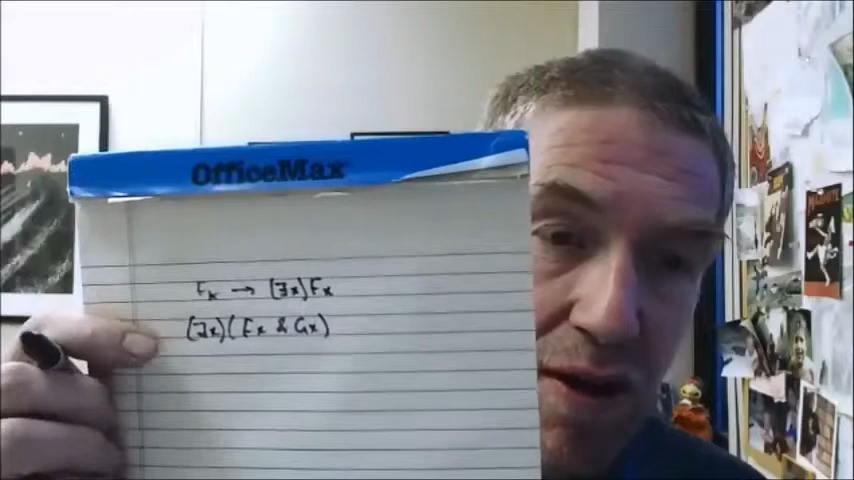 OfficeMax
Fx → (∃x)Fx
(∃x)(Fx & Gx)